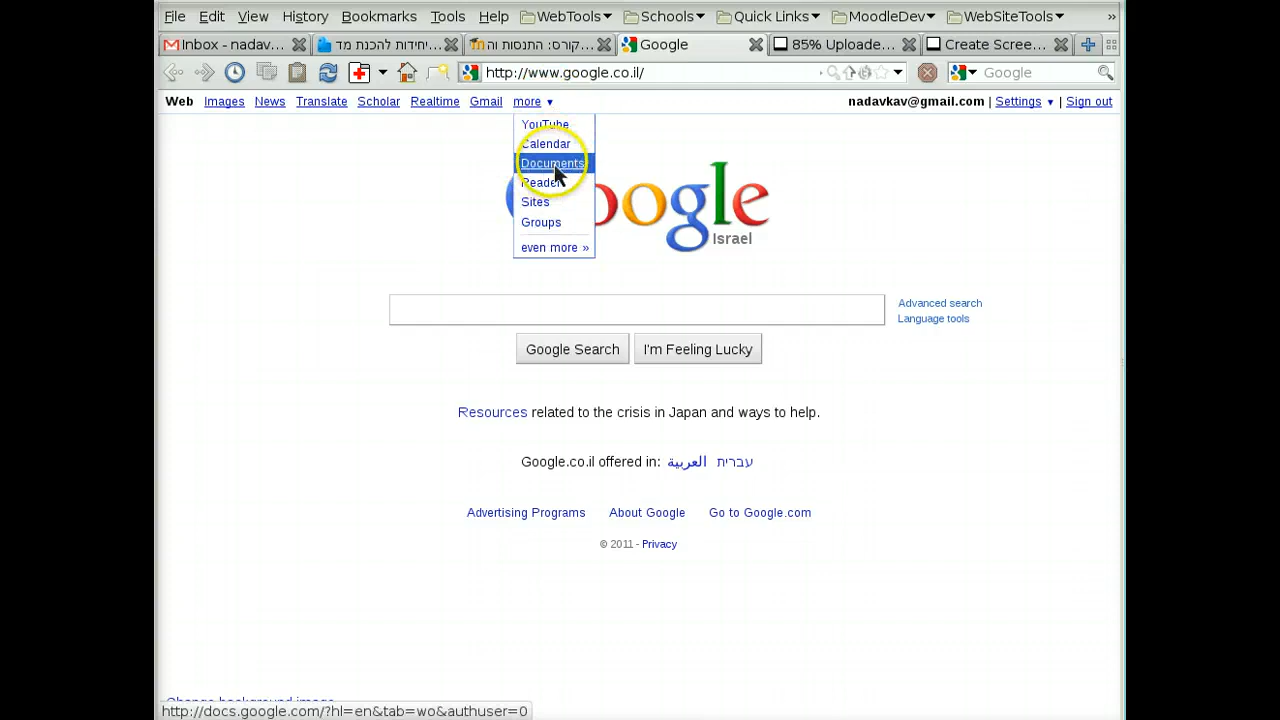 File Edit View History Bookmarks Tools Help WebTools Schools Quick Links MoodleDev WebSiteTools »
Inbox - nadav... יחידות להכנת מד... קורס: התנסות וה... Google 85% Uploade... Create Scree...
http://www.google.co.il/ Google
Web Images News Translate Scholar Realtime Gmail more nadavkav@gmail.com | Settings | Sign out
YouTube
Calendar
Documents
Reader
Sites
Groups
even more »
Google
Israel
Advanced search
Language tools
Google Search I'm Feeling Lucky
Resources related to the crisis in Japan and ways to help.
Google.co.il offered in: العربية עברית
Advertising Programs About Google Go to Google.com
© 2011 - Privacy
Change background image
http://docs.google.com/?hl=en&tab=wo&authuser=0